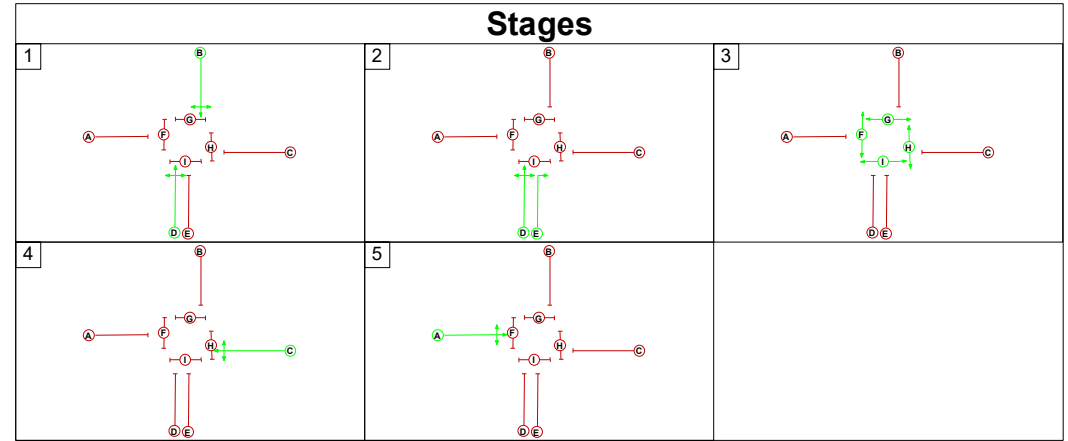 Stages
1 2 3
B B B
G G G
A F A F A F
H C H C H C
I I I
D E D E D E
4 5
B B
G G
A F A F
H C H C
I I
D E D E